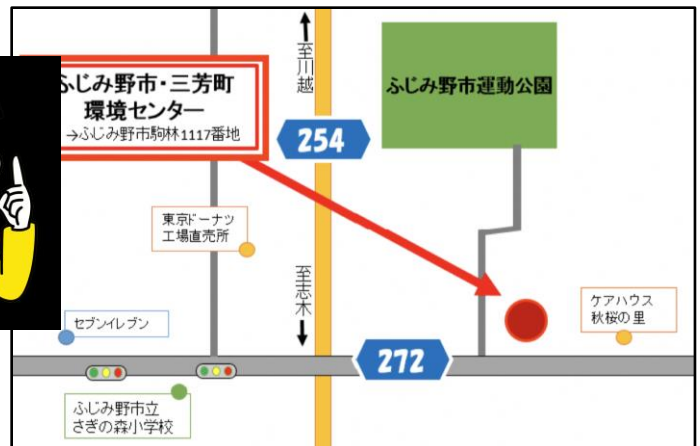 ふじみ野市・三芳町
環境センター
→ふじみ野市駒林1117番地
至川越
ふじみ野市運動公園
254
東京ドーナツ
工場直売所
至志木
ケアハウス
秋桜の里
セブンイレブン
272
ふじみ野市立
さぎの森小学校